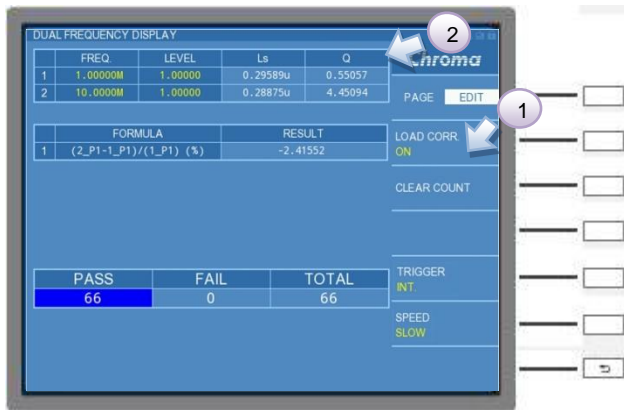 DUAL FREQUENCY DISPLAY
2
Chroma
FREQ. LEVEL Ls Q
1 1.00000M 1.00000 0.29589u 0.55057
2 10.0000M 1.00000 0.28875u 4.45094
PAGE EDIT
1
FORMULA RESULT
1 (2_P1-1_P1)/(1_P1) (%) -2.41552
LOAD CORR.
ON
CLEAR COUNT
PASS FAIL TOTAL
66 0 66
TRIGGER
INT.
SPEED
SLOW